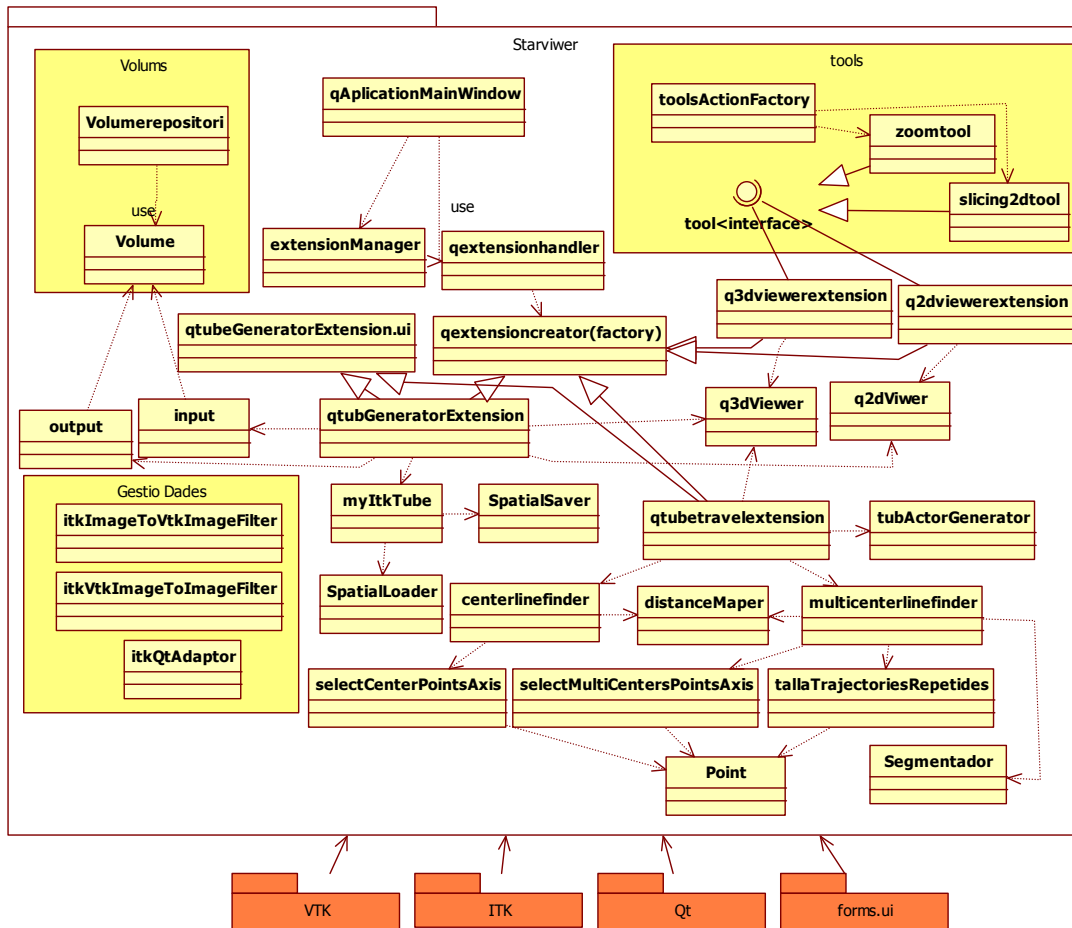 Starviwer
Volums
Volumerepositori
use
Volume
qAplicationMainWindow
use
extensionManager
qextensionhandler
tools
toolsActionFactory
zoomtool
slicing2dtool
tool<interface>
q3dviewerextension
q2dviewerextension
qtubeGeneratorExtension.ui
qextensioncreator(factory)
output
input
qtubGeneratorExtension
q3dViewer
q2dViwer
Gestio Dades
itkImageToVtkImageFilter
itkVtkImageToImageFilter
itkQtAdaptor
myItkTube
SpatialSaver
qtubetravelextension
tubActorGenerator
SpatialLoader
centerlinefinder
distanceMaper
multicenterlinefinder
selectCenterPointsAxis
selectMultiCentersPointsAxis
tallaTrajectoriesRepetides
Point
Segmentador
VTK
ITK
Qt
forms.ui